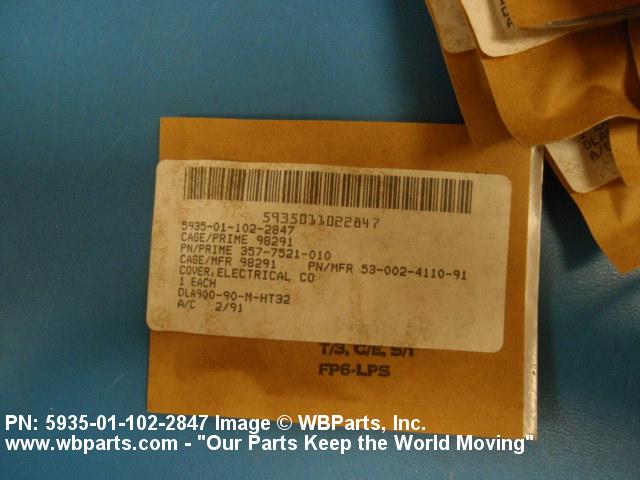 5935011022847
5935-01-102-2847
CAGE/PRIME 98291
PN/PRIME 357-7521-010
CAGE/MFR 98291 PN/MFR 53-002-4110-91
COVER,ELECTRICAL CO
1 EACH
DLA900-90-M-HT32
A/C 2/91
T/3, C/E, S/I
FP6-LPS
DLA9
A/C
PN: 5935-01-102-2847 Image © WBParts, Inc.
www.wbparts.com - "Our Parts Keep the World Moving"